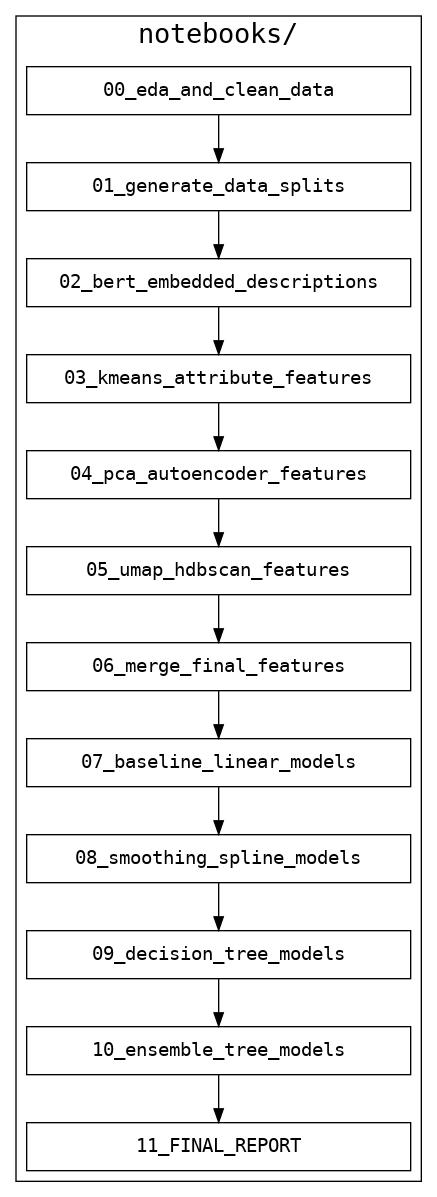 notebooks/
00_eda_and_clean_data
01_generate_data_splits
02_bert_embedded_descriptions
03_kmeans_attribute_features
04_pca_autoencoder_features
05_umap_hdbscan_features
06_merge_final_features
07_baseline_linear_models
08_smoothing_spline_models
09_decision_tree_models
10_ensemble_tree_models
11_FINAL_REPORT